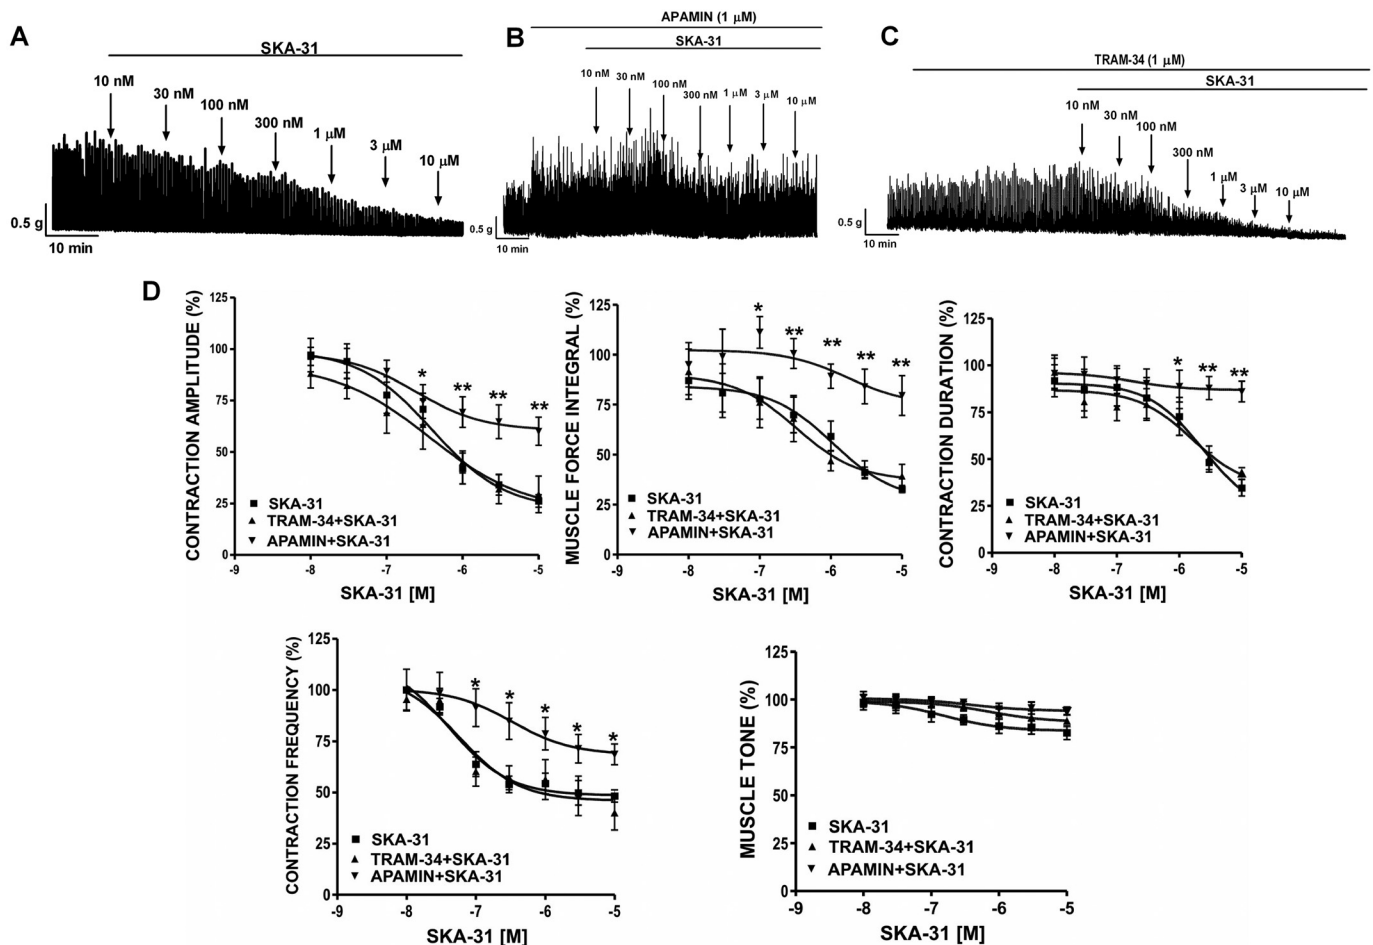 A
SKA-31
10 nM
30 nM
100 nM
300 nM
1 μM
3 μM
10 μM
0.5 g
10 min
B
APAMIN (1 μM)
SKA-31
10 nM
30 nM
100 nM
300 nM
1 μM
3 μM
10 μM
0.5 g
10 min
C
TRAM-34 (1 μM)
SKA-31
10 nM
30 nM
100 nM
300 nM
1 μM
3 μM
10 μM
0.5 g
10 min
D
CONTRACTION AMPLITUDE (%)
125
100
75
50
25
0
* ** **
SKA-31
TRAM-34+SKA-31
APAMIN+SKA-31
-9 -8 -7 -6 -5
SKA-31 [M]
MUSCLE FORCE INTEGRAL (%)
125
100
75
50
25
0
* ** ** ** **
SKA-31
TRAM-34+SKA-31
APAMIN+SKA-31
-9 -8 -7 -6 -5
SKA-31 [M]
CONTRACTION DURATION (%)
125
100
75
50
25
0
* ** **
SKA-31
TRAM-34+SKA-31
APAMIN+SKA-31
-9 -8 -7 -6 -5
SKA-31 [M]
CONTRACTION FREQUENCY (%)
125
100
75
50
25
0
* * * * *
SKA-31
TRAM-34+SKA-31
APAMIN+SKA-31
-9 -8 -7 -6 -5
SKA-31 [M]
MUSCLE TONE (%)
125
100
75
50
25
0
SKA-31
TRAM-34+SKA-31
APAMIN+SKA-31
-9 -8 -7 -6 -5
SKA-31 [M]